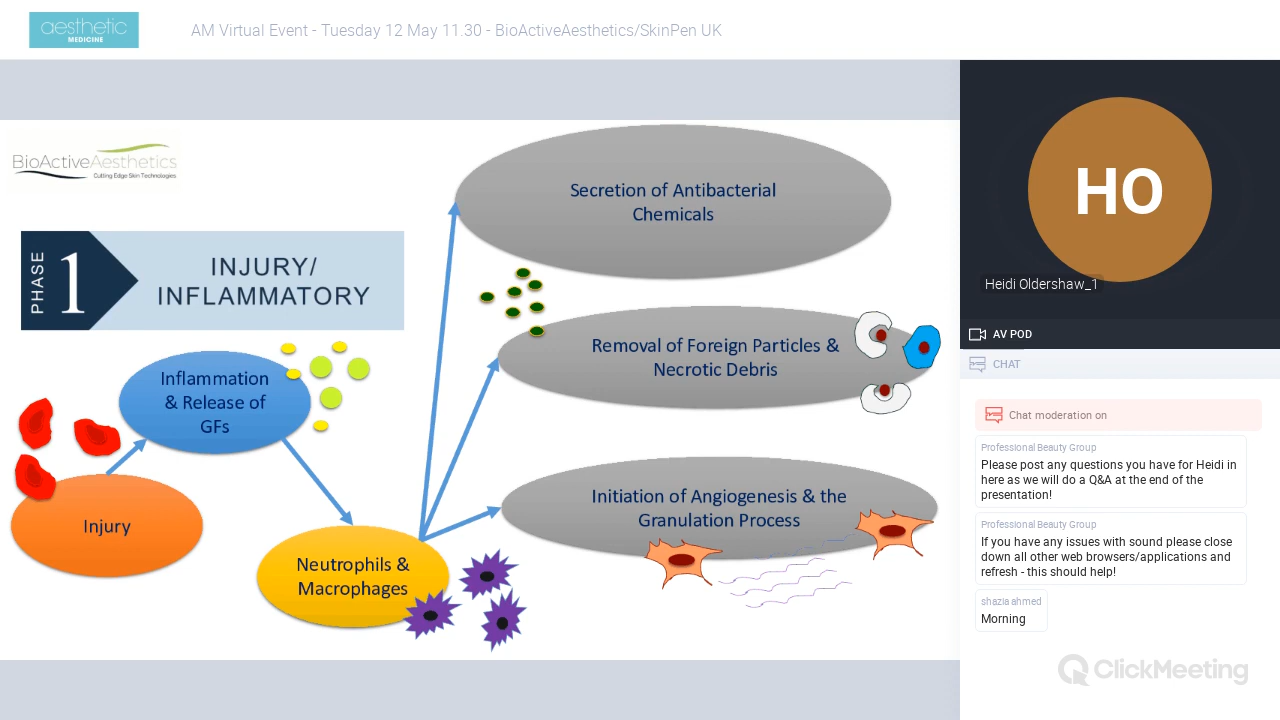 aesthetic
MEDICINE
AM Virtual Event - Tuesday 12 May 11.30 - BioActiveAesthetics/SkinPen UK
BioActiveAesthetics
Cutting Edge Skin Technologies
PHASE
1
INJURY/
INFLAMMATORY
Inflammation
& Release of
GFs
Injury
Neutrophils &
Macrophages
Secretion of Antibacterial
Chemicals
Removal of Foreign Particles &
Necrotic Debris
Initiation of Angiogenesis & the
Granulation Process
HO
Heidi Oldershaw_1
AV POD
CHAT
Chat moderation on
Professional Beauty Group
Please post any questions you have for Heidi in
here as we will do a Q&A at the end of the
presentation!
Professional Beauty Group
If you have any issues with sound please close
down all other web browsers/applications and
refresh - this should help!
shazia ahmed
Morning
ClickMeeting